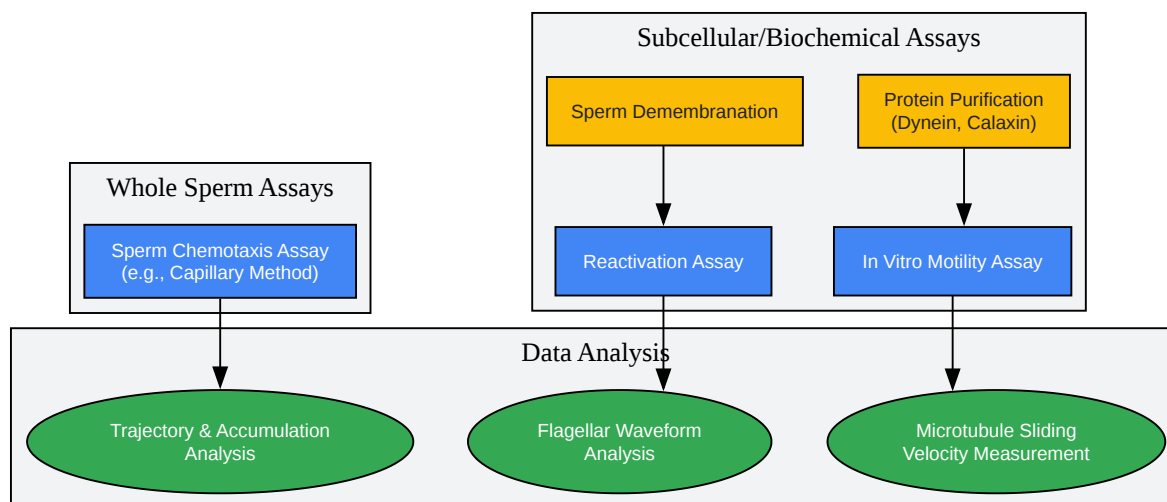 Subcellular/Biochemical Assays
Sperm Demembranation
Protein Purification
(Dynein, Calaxin)
Whole Sperm Assays
Sperm Chemotaxis Assay
(e.g., Capillary Method)
Reactivation Assay
In Vitro Motility Assay
Data Analysis
Trajectory & Accumulation
Analysis
Flagellar Waveform
Analysis
Microtubule Sliding
Velocity Measurement